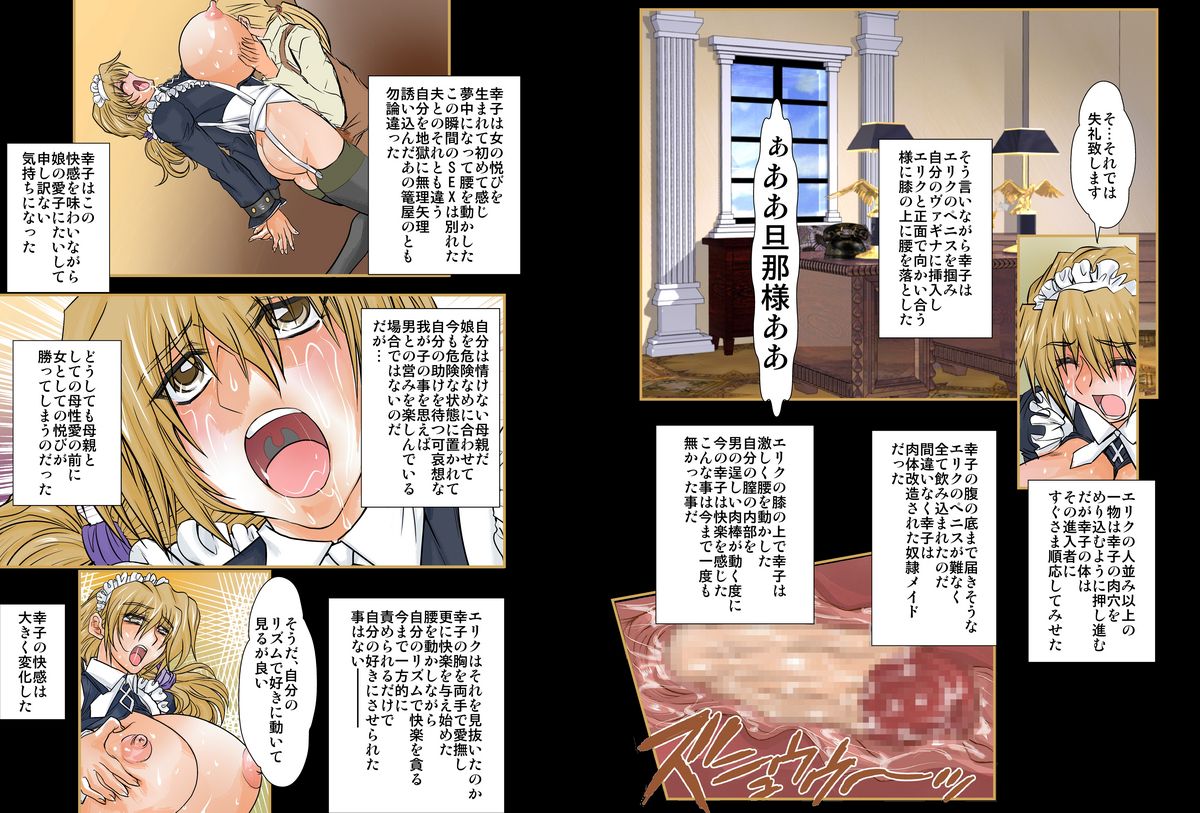 そ…それでは
失礼致します
そう言いながら幸子は
エリクのペニスを掴み
自分のヴァギナに挿入し
エリクと正面で向かい合う
様に膝の上に腰を落とした
ぁああ旦那様ああ
エリクの人並み以上の
一物は幸子の肉穴を
めり込むように押し進む
だが幸子の体は
その進入者に
すぐさま順応してみせた
幸子の腹の底まで届きそうな
エリクのペニスが難なく
全て飲み込まれたのだ
間違いなく幸子は
肉体改造された奴隷メイド
だった
エリクの膝の上で幸子は
激しく腰を動かした
自分の膣の内部を
男の逞しい肉棒が動く度に
今の幸子は快楽を感じた
こんな事は今まで一度も
無かった事だ
ズジュウゥーーッ
幸子は女の悦びを
生まれて初めて感じ
夢中になって腰を動かした
この瞬間のSEXは別れた
夫とのそれとも違う
自分を地獄に無理矢理
誘い込んだあの篭屋のとも
勿論違った
幸子はこの
快感を味わいながら
娘の愛子にたいして
申し訳ない
気持ちになった
自分は情けない母親だ
娘を危険なめに合わせて
今も危険な状態に置かれて
自分の助けを待つ可哀想な
我が子の事を思えば
男との営みを楽しんでいる
場合ではないのだ
だが…
どうしても母親と
しての母性愛の前に
女としての悦びが
勝ってしまうのだった
エリクはそれを見抜いたのか
更に快楽を与え始めた
幸子の胸を両手で愛撫し
腰を動かしながら
自分のリズムで快楽を貪る
今まで一方的に
責められるだけで
自分の好きにさせられた
事はない━━━
そうだ、自分の
リズムで好きに動いて
見るが良い
幸子の快感は
大きく変化した